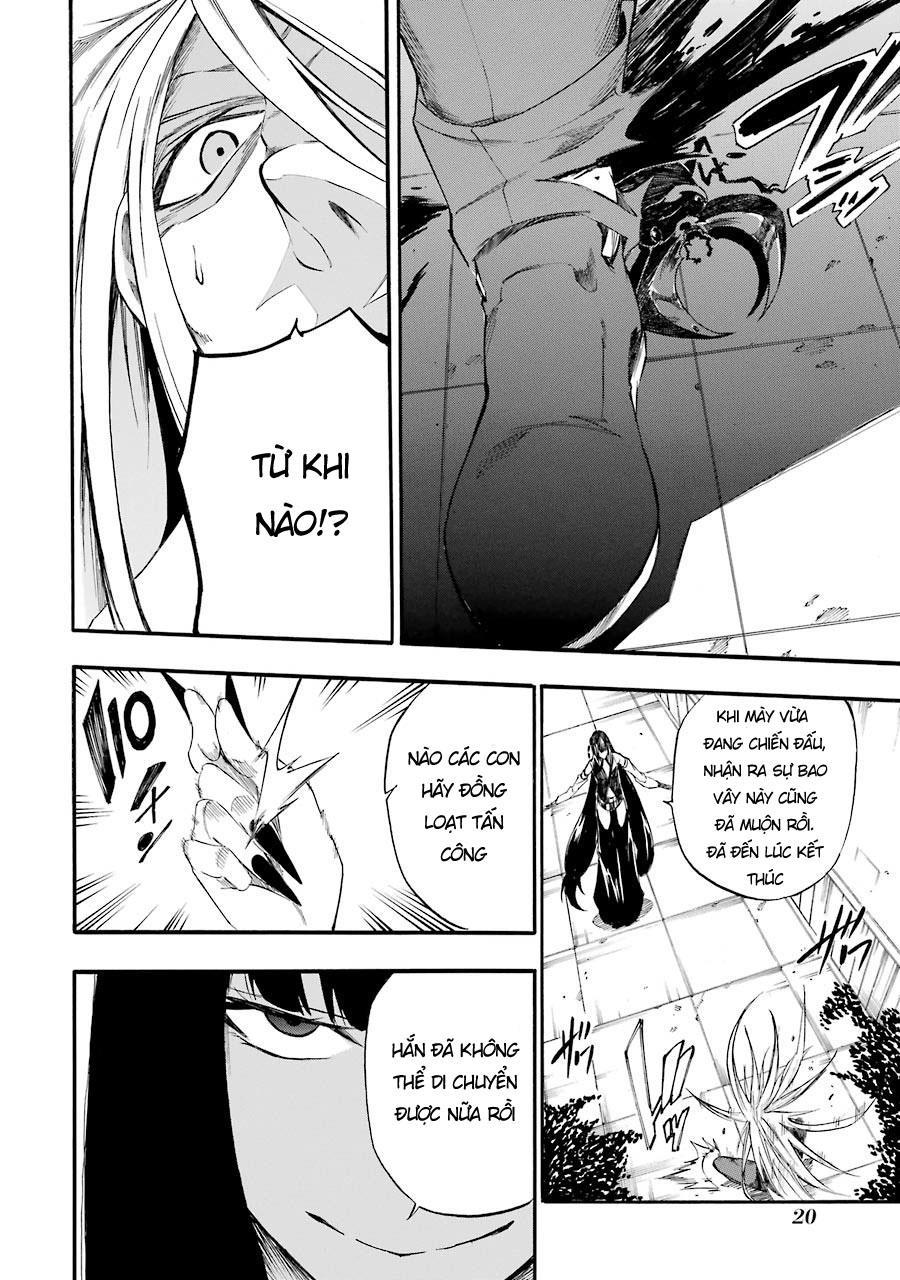 TỪ KHI
NÀO!?
KHI MÀY VỪA
ĐANG CHIẾN ĐẤU,
NHẬN RA SỰ BAO
VÂY NÀY CŨNG
ĐÃ MUỘN RỒI.
ĐÃ ĐẾN LÚC KẾT
THÚC
NÀO CÁC CON
HÃY ĐỒNG
LOẠT TẤN
CÔNG
HẮN ĐÃ KHÔNG
THỂ DI CHUYỂN
ĐƯỢC NỮA RỒI
20